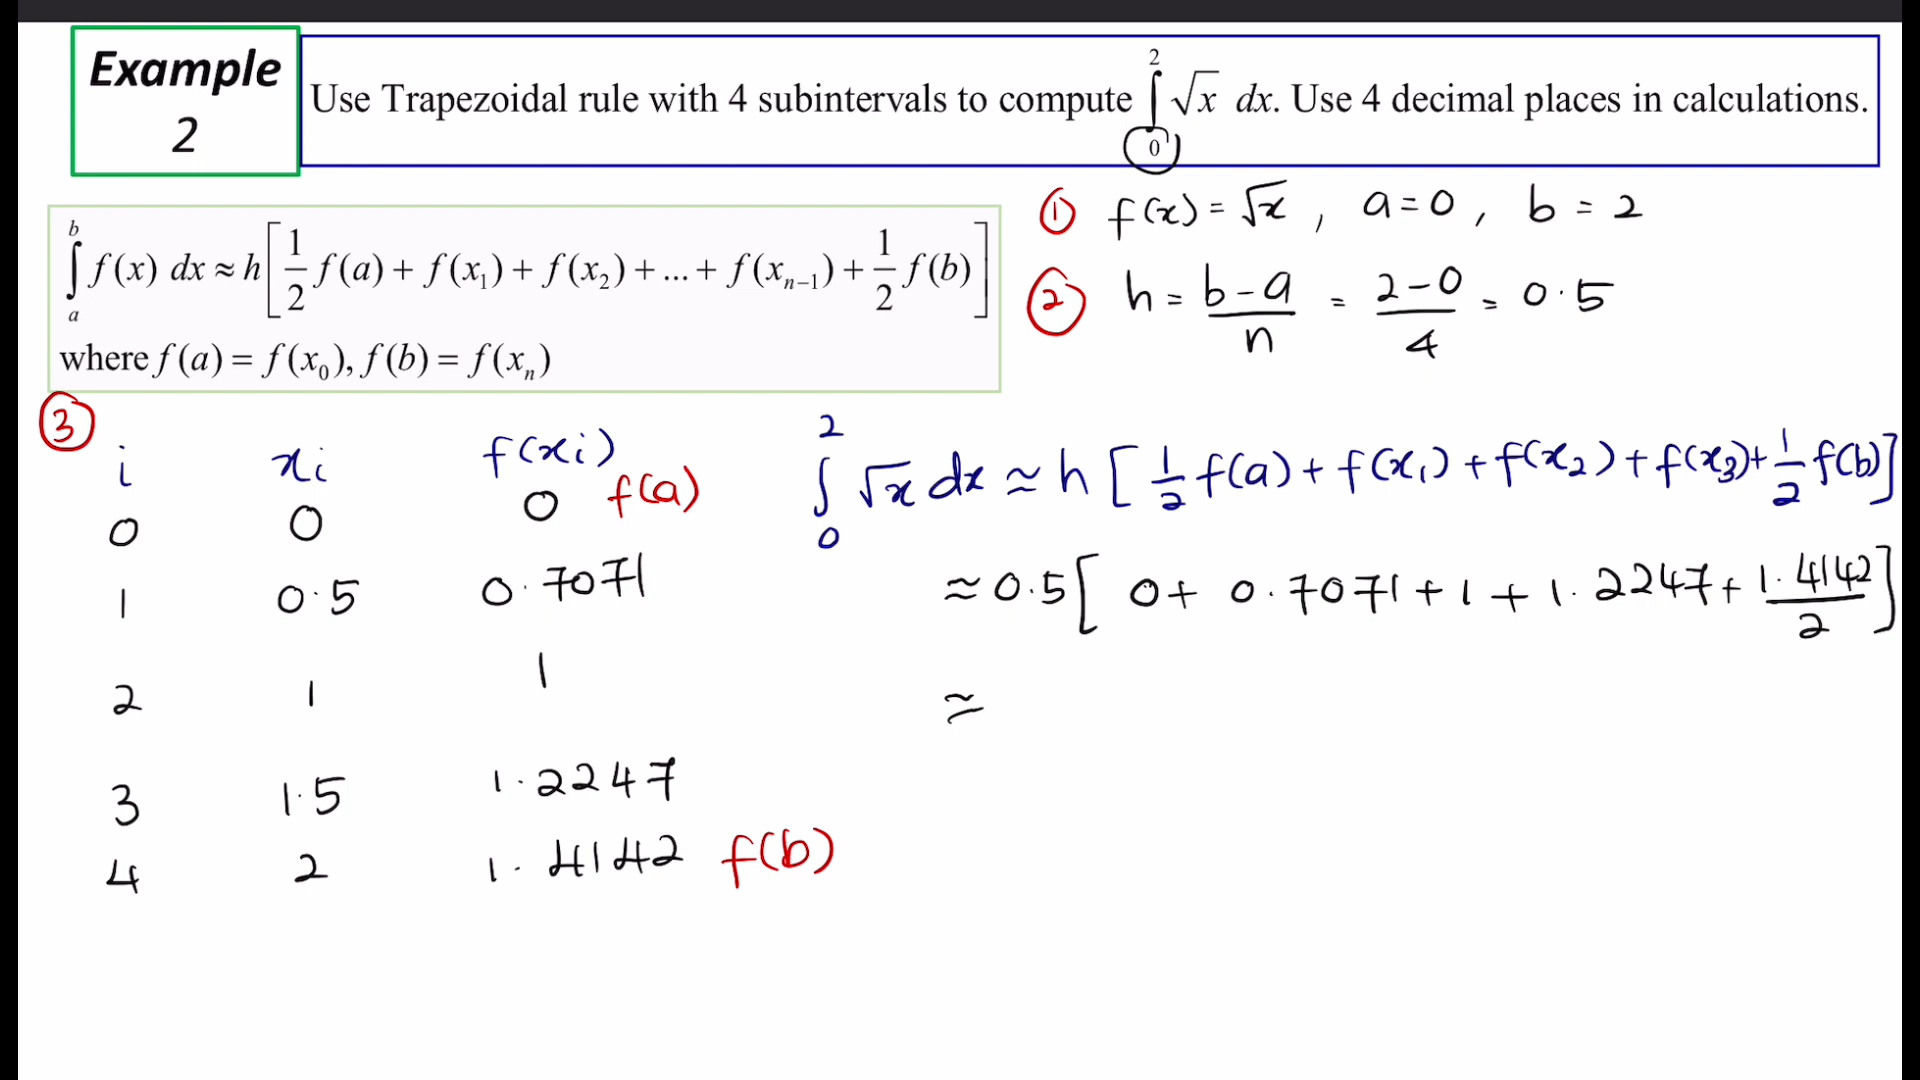 Example
2
Use Trapezoidal rule with 4 subintervals to compute ∫₀² √x dx. Use 4 decimal places in calculations.
∫ₐᵇ f(x) dx ≈ h[1/2 f(a) + f(x₁) + f(x₂) + ... + f(xₙ₋₁) + 1/2 f(b)]
where f(a) = f(x₀), f(b) = f(xₙ)
① f(x) = √x , a = 0 , b = 2
② h = (b - a)/n = (2 - 0)/4 = 0.5
③
i xi f(xi)
0 0 0 f(a)
1 0.5 0.7071
2 1 1
3 1.5 1.2247
4 2 1.4142 f(b)
∫₀² √x dx ≈ h [1/2 f(a) + f(x₁) + f(x₂) + f(x₃) + 1/2 f(b)]
≈ 0.5 [0 + 0.7071 + 1 + 1.2247 + 1.4142/2]
≈